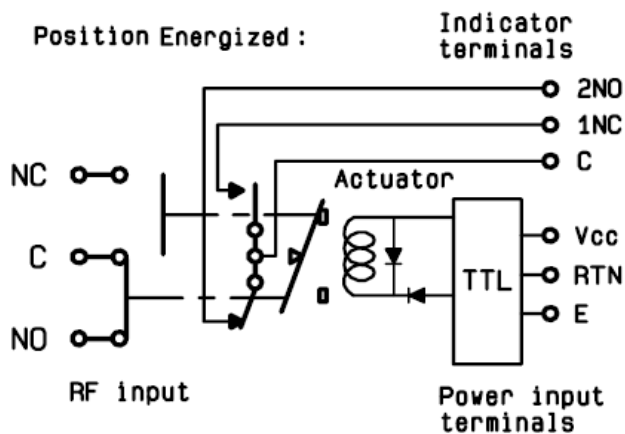 Position Energized :
Indicator
terminals
2NO
1NC
C
NC
Actuator
C
Vcc
TTL
RTN
E
NO
RF input
Power input
terminals